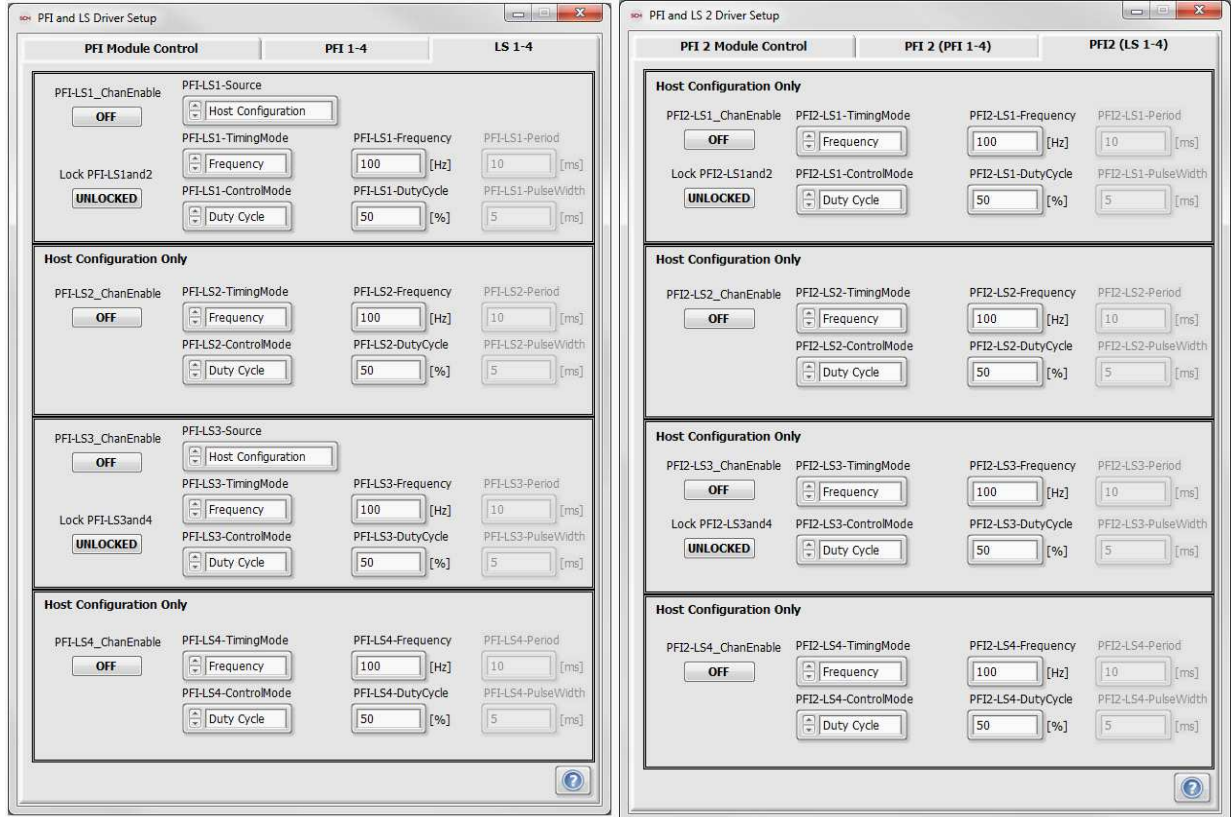 PFI and LS Driver Setup
PFI Module Control PFI 1-4 LS 1-4
PFI-LS1_ChanEnable PFI-LS1-Source
OFF Host Configuration
PFI-LS1-TimingMode PFI-LS1-Frequency PFI-LS1-Period
Frequency 100 [Hz] 10 [ms]
Lock PFI-LS1and2
PFI-LS1-ControlMode PFI-LS1-DutyCycle PFI-LS1-PulseWidth
UNLOCKED Duty Cycle 50 [%] 5 [ms]
Host Configuration Only
PFI-LS2_ChanEnable PFI-LS2-TimingMode PFI-LS2-Frequency PFI-LS2-Period
OFF Frequency 100 [Hz] 10 [ms]
PFI-LS2-ControlMode PFI-LS2-DutyCycle PFI-LS2-PulseWidth
Duty Cycle 50 [%] 5 [ms]
PFI-LS3_ChanEnable PFI-LS3-Source
OFF Host Configuration
PFI-LS3-TimingMode PFI-LS3-Frequency PFI-LS3-Period
Frequency 100 [Hz] 10 [ms]
Lock PFI-LS3and4
PFI-LS3-ControlMode PFI-LS3-DutyCycle PFI-LS3-PulseWidth
UNLOCKED Duty Cycle 50 [%] 5 [ms]
Host Configuration Only
PFI-LS4_ChanEnable PFI-LS4-TimingMode PFI-LS4-Frequency PFI-LS4-Period
OFF Frequency 100 [Hz] 10 [ms]
PFI-LS4-ControlMode PFI-LS4-DutyCycle PFI-LS4-PulseWidth
Duty Cycle 50 [%] 5 [ms]
PFI and LS 2 Driver Setup
PFI 2 Module Control PFI 2 (PFI 1-4) PFI2 (LS 1-4)
Host Configuration Only
PFI2-LS1_ChanEnable PFI2-LS1-TimingMode PFI2-LS1-Frequency PFI2-LS1-Period
OFF Frequency 100 [Hz] 10 [ms]
Lock PFI2-LS1and2 PFI2-LS1-ControlMode PFI2-LS1-DutyCycle PFI2-LS1-PulseWidth
UNLOCKED Duty Cycle 50 [%] 5 [ms]
Host Configuration Only
PFI2-LS2_ChanEnable PFI2-LS2-TimingMode PFI2-LS2-Frequency PFI2-LS2-Period
OFF Frequency 100 [Hz] 10 [ms]
PFI2-LS2-ControlMode PFI2-LS2-DutyCycle PFI2-LS2-PulseWidth
Duty Cycle 50 [%] 5 [ms]
Host Configuration Only
PFI2-LS3_ChanEnable PFI2-LS3-TimingMode PFI2-LS3-Frequency PFI2-LS3-Period
OFF Frequency 100 [Hz] 10 [ms]
Lock PFI2-LS3and4 PFI2-LS3-ControlMode PFI2-LS3-DutyCycle PFI2-LS3-PulseWidth
UNLOCKED Duty Cycle 50 [%] 5 [ms]
Host Configuration Only
PFI2-LS4_ChanEnable PFI2-LS4-TimingMode PFI2-LS4-Frequency PFI2-LS4-Period
OFF Frequency 100 [Hz] 10 [ms]
PFI2-LS4-ControlMode PFI2-LS4-DutyCycle PFI2-LS4-PulseWidth
Duty Cycle 50 [%] 5 [ms]